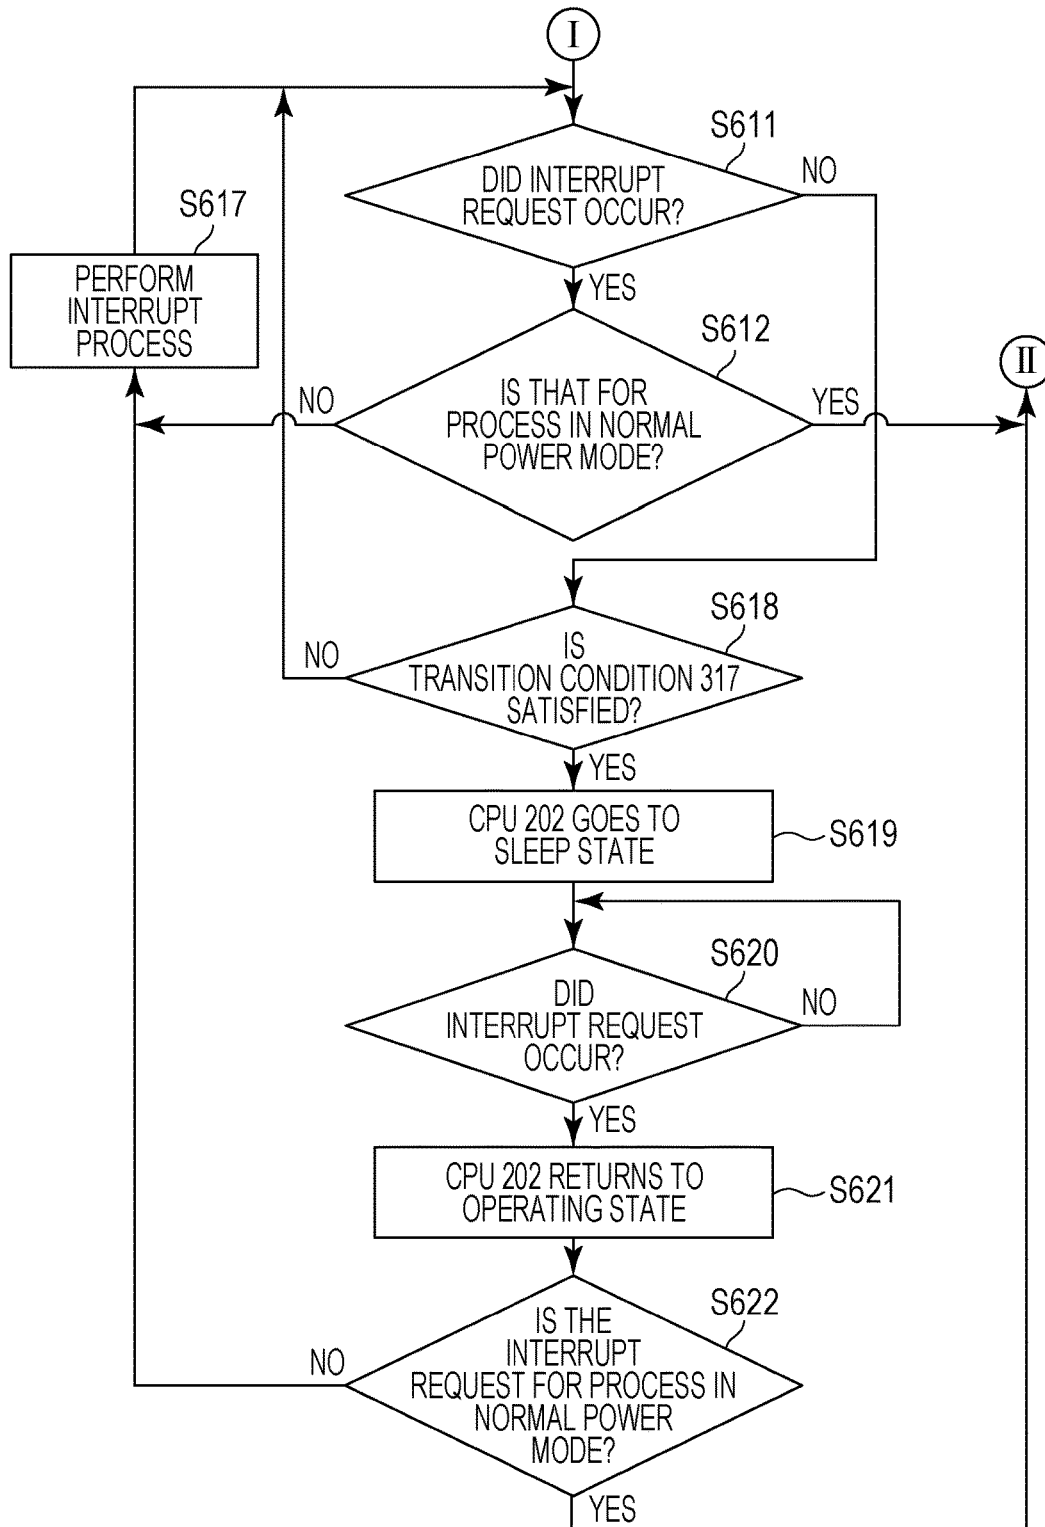 I
S611
DID INTERRUPT
REQUEST OCCUR?
NO
YES
S617
PERFORM
INTERRUPT
PROCESS
S612
IS THAT FOR
PROCESS IN NORMAL
POWER MODE?
NO
YES
II
S618
IS
TRANSITION CONDITION 317
SATISFIED?
NO
YES
CPU 202 GOES TO
SLEEP STATE
S619
S620
DID
INTERRUPT REQUEST
OCCUR?
NO
YES
CPU 202 RETURNS TO
OPERATING STATE
S621
S622
IS THE
INTERRUPT
REQUEST FOR PROCESS IN
NORMAL POWER
MODE?
NO
YES